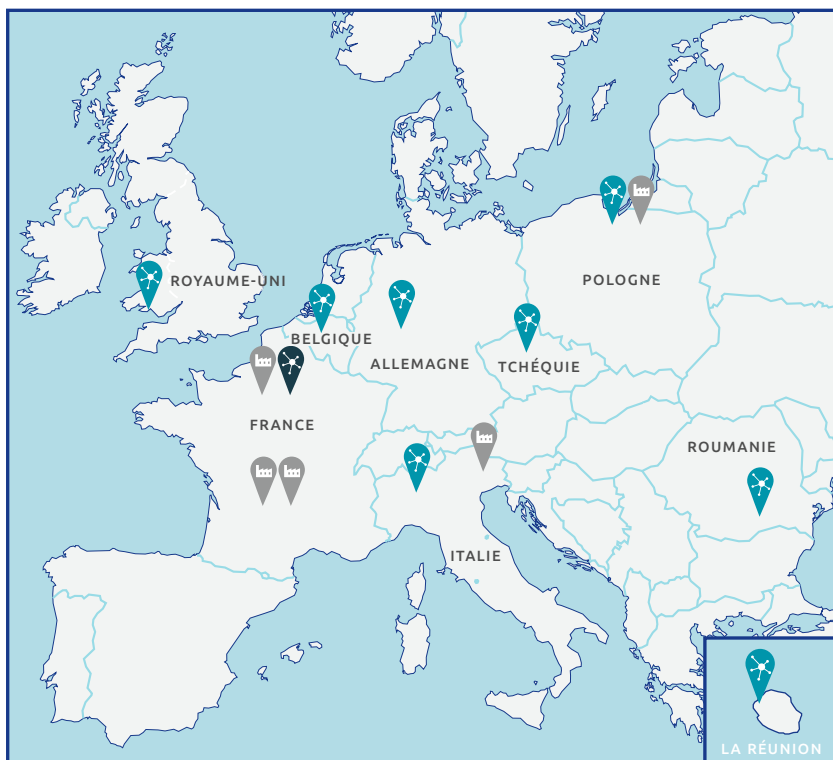 ROYAUME-UNI
POLOGNE
BELGIQUE
ALLEMAGNE
TCHÉQUIE
FRANCE
ROUMANIE
ITALIE
LA RÉUNION